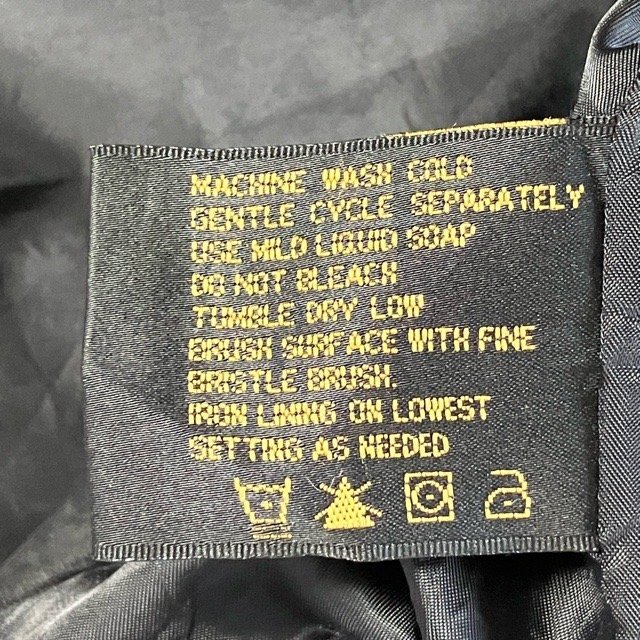 MACHINE WASH COLD
GENTLE CYCLE SEPARATELY
USE MILD LIQUID SOAP
DO NOT BLEACH
TUMBLE DRY LOW
BRUSH SURFACE WITH FINE
BRISTLE BRUSH.
IRON LINING ON LOWEST
SETTING AS NEEDED